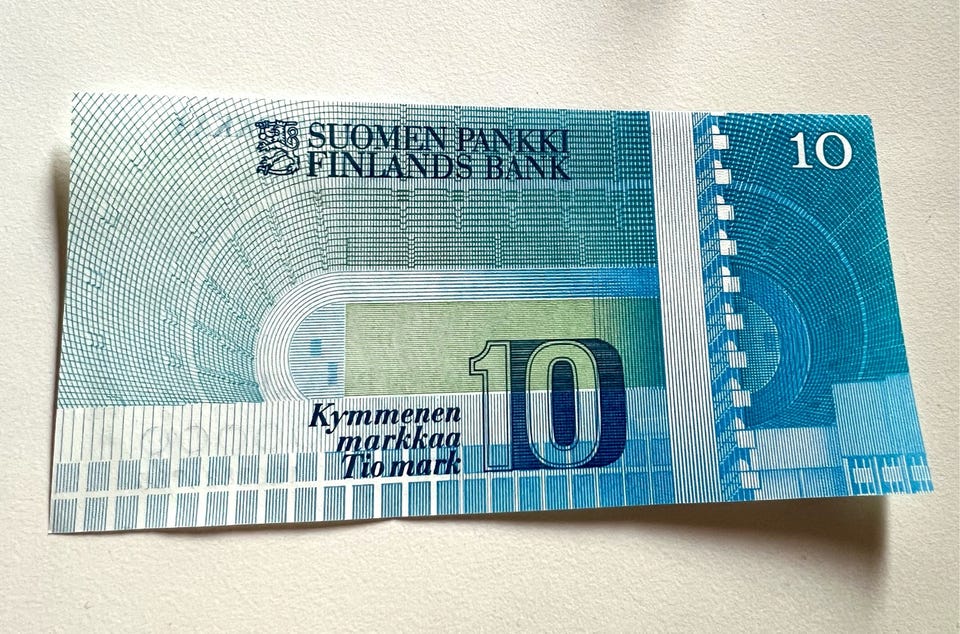 SUOMEN PANKKI
FINLANDS BANK
10
10
Kymmenen
markkaa
Tio mark